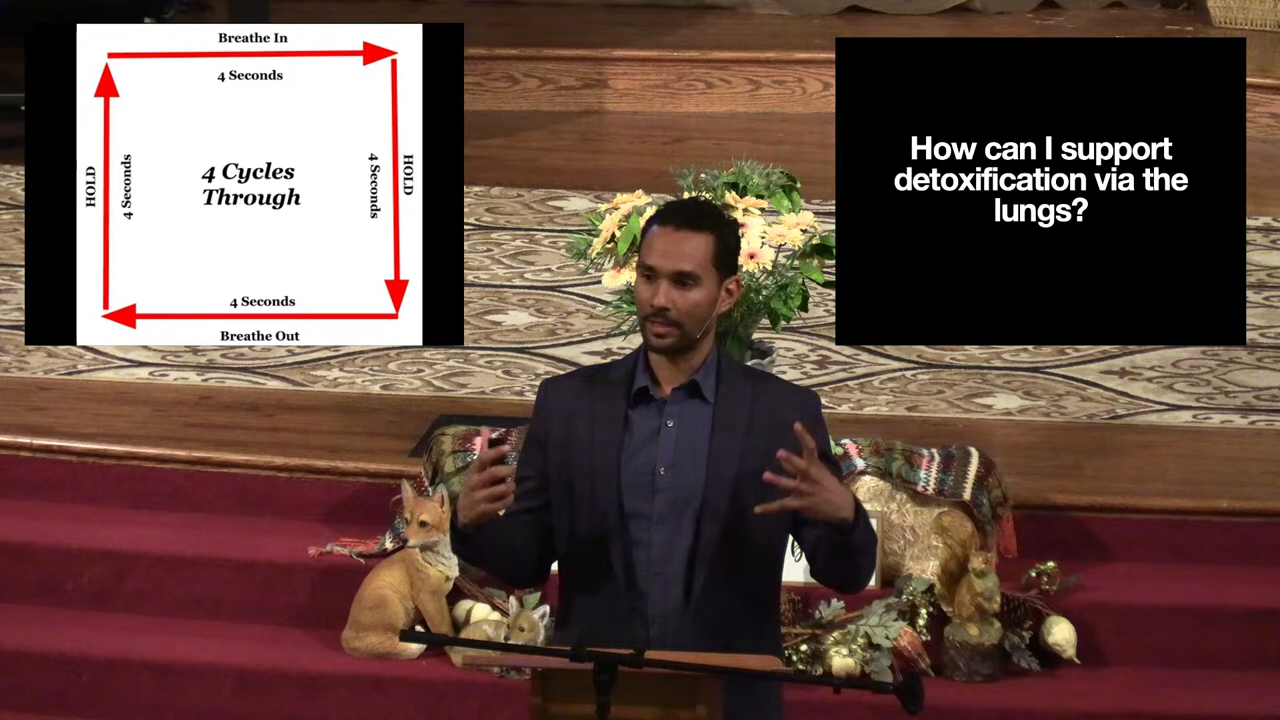 Breathe In
4 Seconds
HOLD
4 Seconds
4 Cycles
Through
4 Seconds
HOLD
4 Seconds
Breathe Out
How can I support
detoxification via the
lungs?